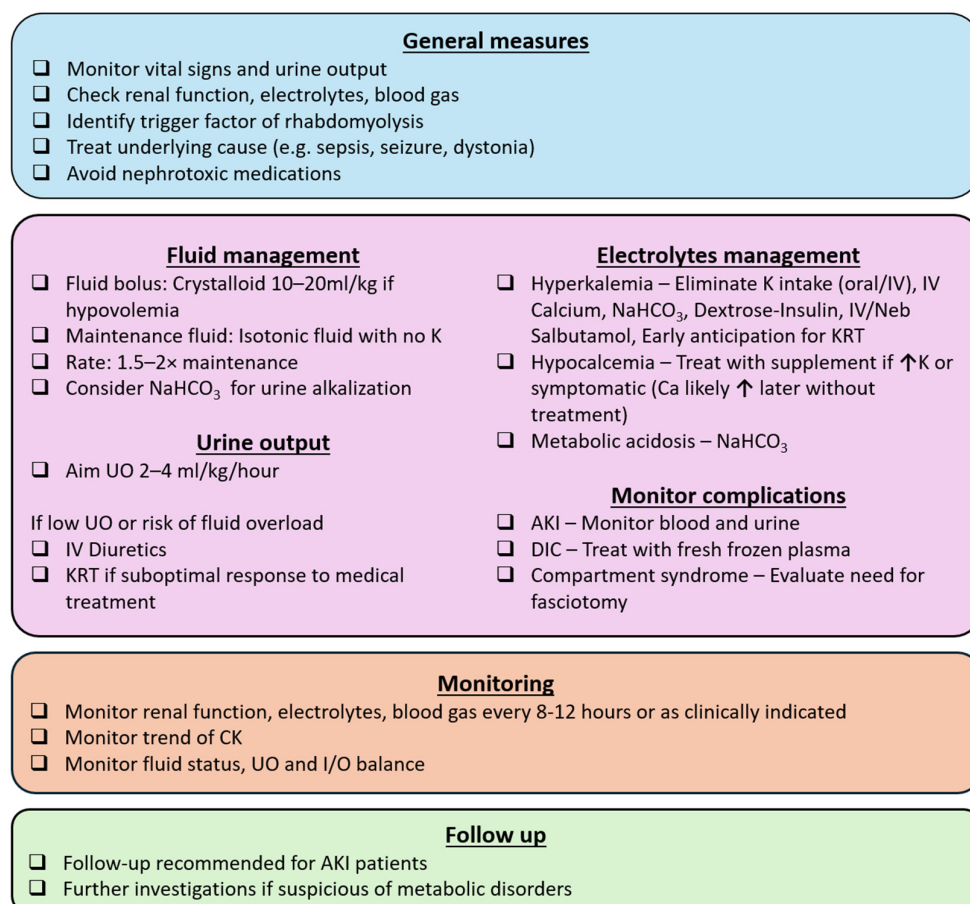 General measures
❑ Monitor vital signs and urine output
❑ Check renal function, electrolytes, blood gas
❑ Identify trigger factor of rhabdomyolysis
❑ Treat underlying cause (e.g. sepsis, seizure, dystonia)
❑ Avoid nephrotoxic medications
Fluid management
❑ Fluid bolus: Crystalloid 10–20ml/kg if
hypovolemia
❑ Maintenance fluid: Isotonic fluid with no K
❑ Rate: 1.5–2× maintenance
❑ Consider NaHCO₃ for urine alkalization
Urine output
❑ Aim UO 2–4 ml/kg/hour
If low UO or risk of fluid overload
❑ IV Diuretics
❑ KRT if suboptimal response to medical
treatment
Electrolytes management
❑ Hyperkalemia – Eliminate K intake (oral/IV), IV
Calcium, NaHCO₃, Dextrose-Insulin, IV/Neb
Salbutamol, Early anticipation for KRT
❑ Hypocalcemia – Treat with supplement if ↑K or
symptomatic (Ca likely ↑ later without
treatment)
❑ Metabolic acidosis – NaHCO₃
Monitor complications
❑ AKI – Monitor blood and urine
❑ DIC – Treat with fresh frozen plasma
❑ Compartment syndrome – Evaluate need for
fasciotomy
Monitoring
❑ Monitor renal function, electrolytes, blood gas every 8-12 hours or as clinically indicated
❑ Monitor trend of CK
❑ Monitor fluid status, UO and I/O balance
Follow up
❑ Follow-up recommended for AKI patients
❑ Further investigations if suspicious of metabolic disorders